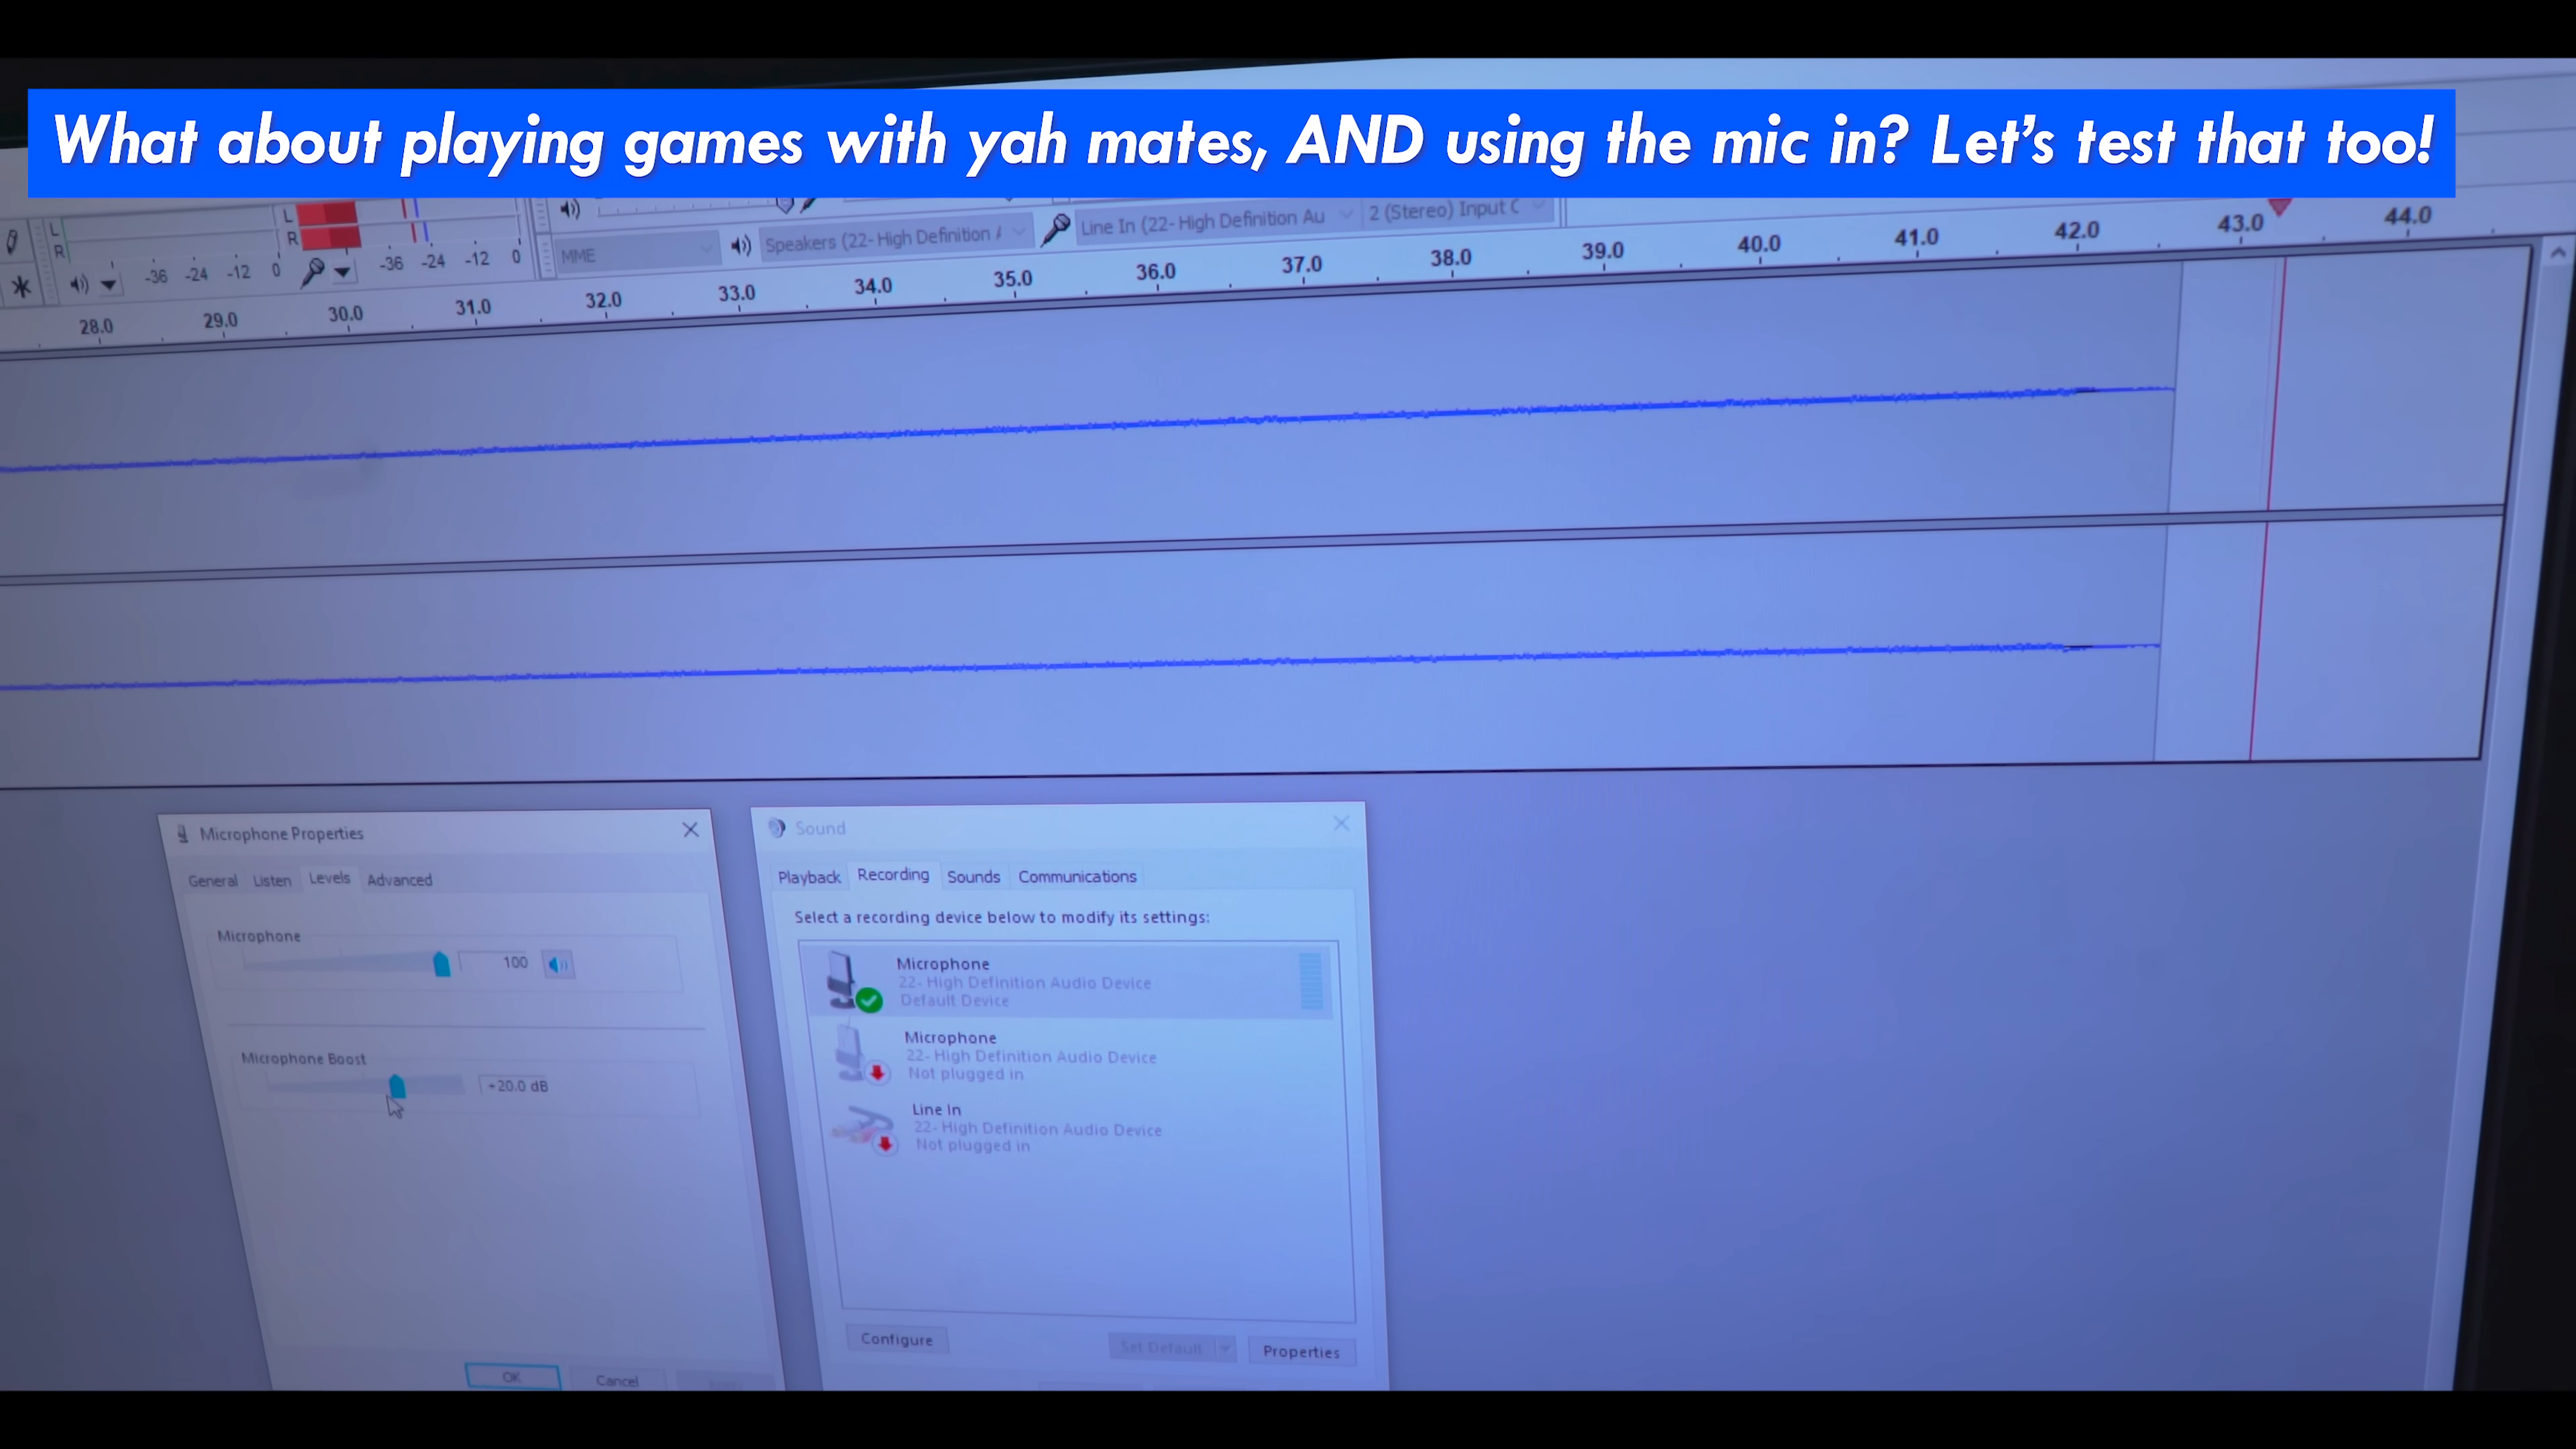 What about playing games with yah mates, AND using the mic in? Let's test that too!
L
R
-36 -24 -12 0
L
R
-36 -24 -12 0
MME
Speakers (22- High Definition A
Line In (22- High Definition Au
2 (Stereo) Input C
28.0 29.0 30.0 31.0 32.0 33.0 34.0 35.0 36.0 37.0 38.0 39.0 40.0 41.0 42.0 43.0 44.0
Microphone Properties
General Listen Levels Advanced
Microphone
100
Microphone Boost
+20.0 dB
OK Cancel
Sound
Playback Recording Sounds Communications
Select a recording device below to modify its settings:
Microphone
22- High Definition Audio Device
Default Device
Microphone
22- High Definition Audio Device
Not plugged in
Line In
22- High Definition Audio Device
Not plugged in
Configure Set Default Properties